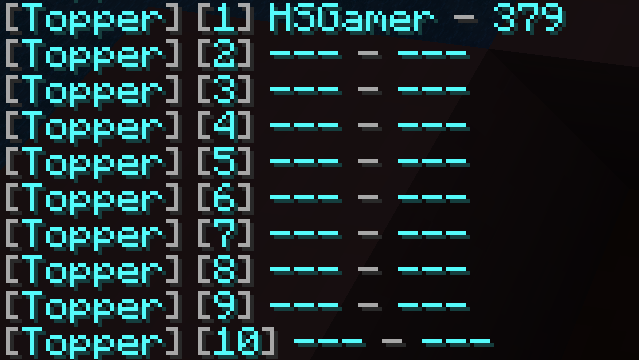 [Topper] [1] HSGamer - 379
[Topper] [2] --- - ---
[Topper] [3] --- - ---
[Topper] [4] --- - ---
[Topper] [5] --- - ---
[Topper] [6] --- - ---
[Topper] [7] --- - ---
[Topper] [8] --- - ---
[Topper] [9] --- - ---
[Topper] [10] --- - ---